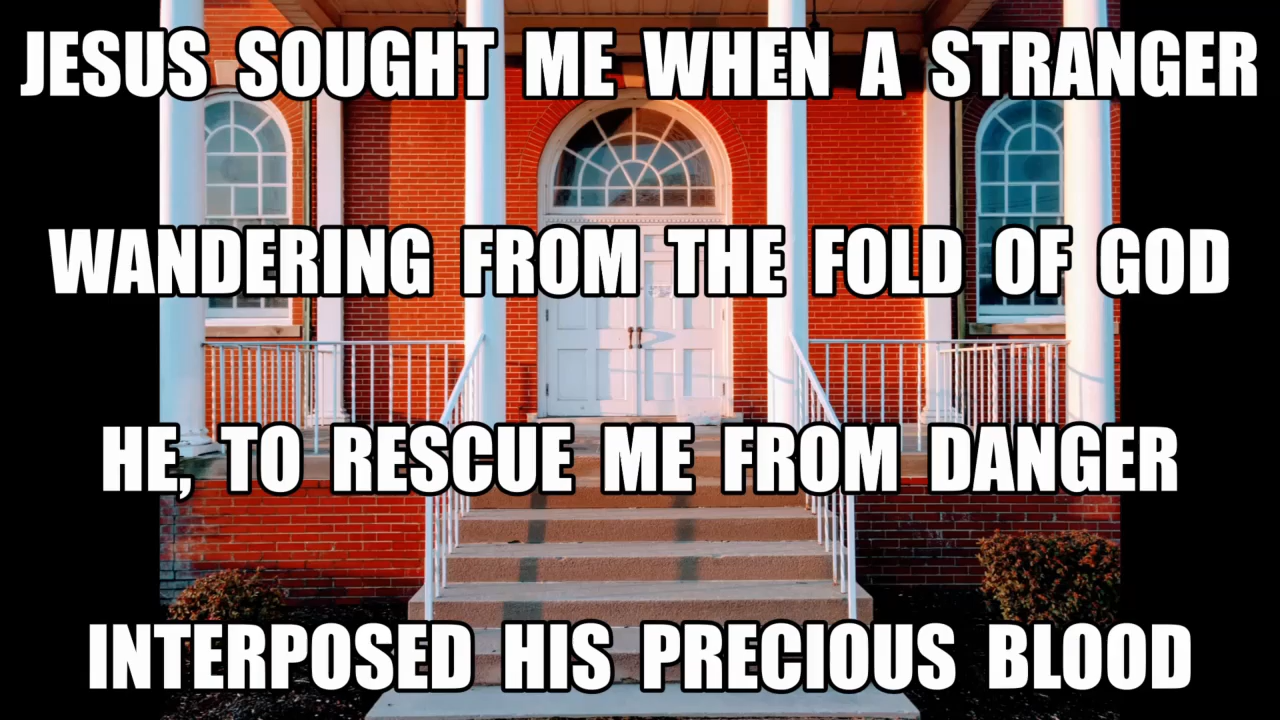 JESUS SOUGHT ME WHEN A STRANGER
WANDERING FROM THE FOLD OF GOD
HE, TO RESCUE ME FROM DANGER
INTERPOSED HIS PRECIOUS BLOOD